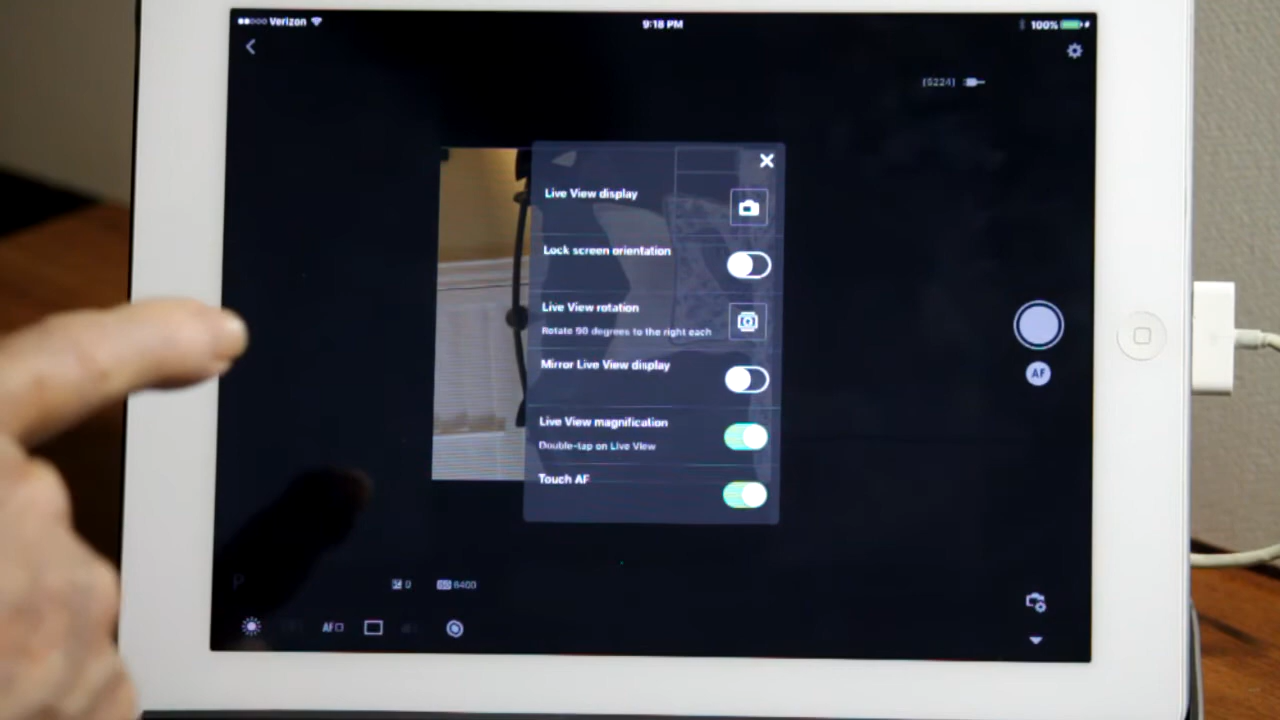 Verizon 9:18 PM 100%
[5224]
Live View display
Lock screen orientation
Live View rotation
Rotate 90 degrees to the right each
Mirror Live View display
Live View magnification
Double-tap on Live View
Touch AF
AF
P
0 ISO 6400
AF